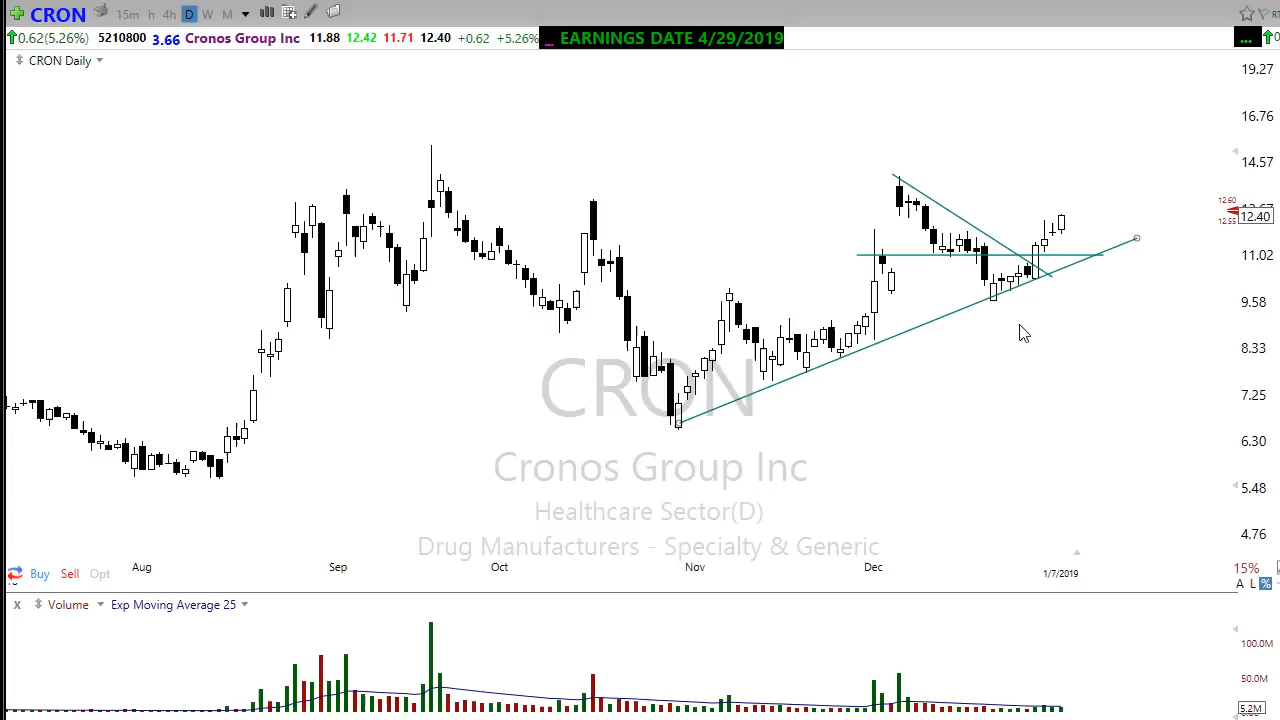 CRON 15m h 4h D W M
0.62(5.26%) 5210800 3.66 Cronos Group Inc 11.88 12.42 11.71 12.40 +0.62 +5.26% ... EARNINGS DATE 4/29/2019 ...
CRON Daily
19.27
16.76
14.57
12.60
12.40
12.55
11.02
9.58
8.33
7.25
6.30
5.48
4.76
CRON
Cronos Group Inc
Healthcare Sector(D)
Drug Manufacturers - Specialty & Generic
Buy Sell Opt Aug Sep Oct Nov Dec 1/7/2019 15%
A L %
x Volume Exp Moving Average 25
100.0M
50.0M
5.2M